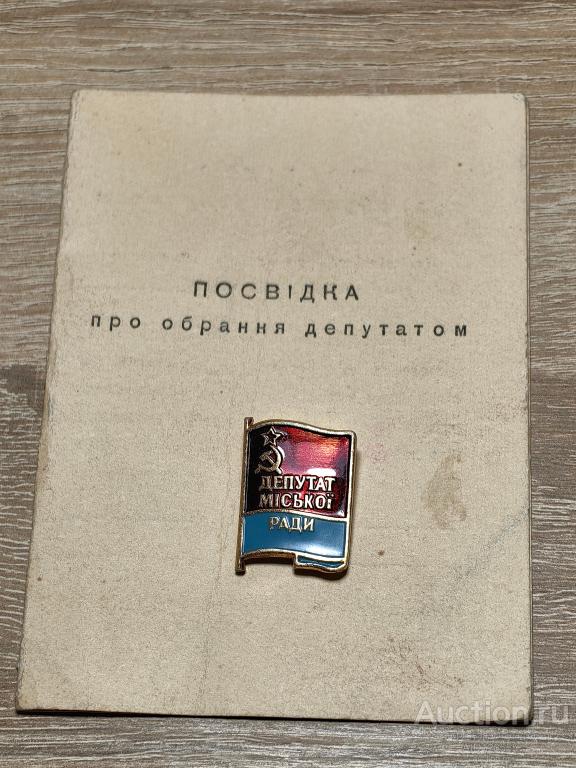 ПОСВІДКА
про обрання депутатом
ДЕПУТАТ
МІСЬКОЇ
РАДИ
Auction.ru